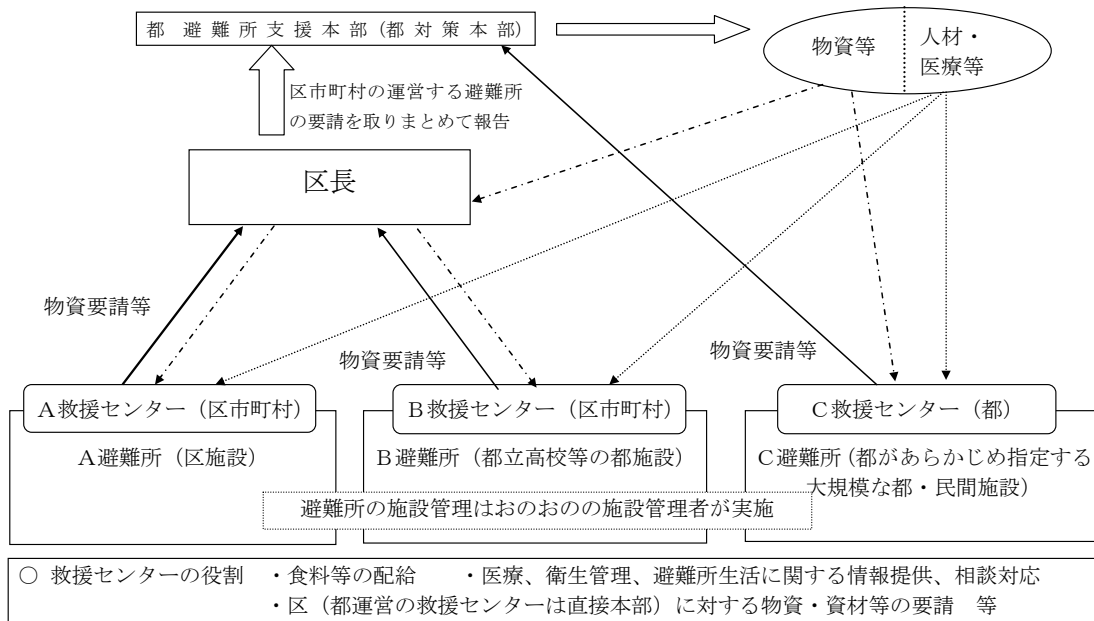 都 避難所支援本部(都対策本部)
物資等
人材・
医療等
区市町村の運営する避難所
の要請を取りまとめて報告
区長
物資要請等
物資要請等
物資要請等
A救援センター(区市町村)
B救援センター(区市町村)
C救援センター(都)
A避難所(区施設)
B避難所(都立高校等の都施設)
C避難所(都があらかじめ指定する
大規模な都・民間施設)
避難所の施設管理はおのおのの施設管理者が実施
○ 救援センターの役割 ・食料等の配給 ・医療、衛生管理、避難所生活に関する情報提供、相談対応
・区(都運営の救援センターは直接本部)に対する物資・資材等の要請 等